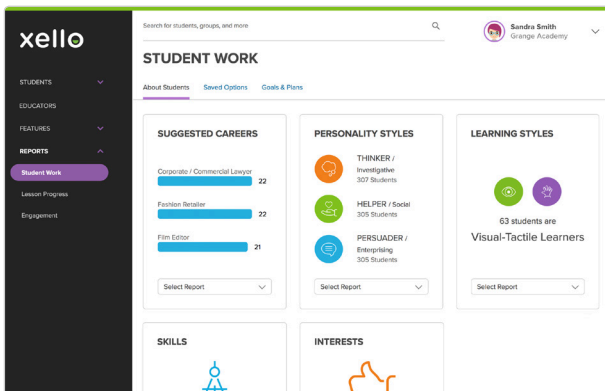 xello
Search for students, groups, and more
Sandra Smith
Grange Academy
STUDENTS
EDUCATORS
FEATURES
REPORTS
Student Work
Lesson Progress
Engagement
STUDENT WORK
About Students
Saved Options
Goals & Plans
SUGGESTED CAREERS
Corporate / Commercial Lawyer
22
Fashion Retailer
22
Film Editor
21
Select Report
PERSONALITY STYLES
THINKER /
Investigative
307 Students
HELPER / Social
305 Students
PERSUADER /
Enterprising
305 Students
Select Report
LEARNING STYLES
63 students are
Visual-Tactile Learners
Select Report
SKILLS
INTERESTS